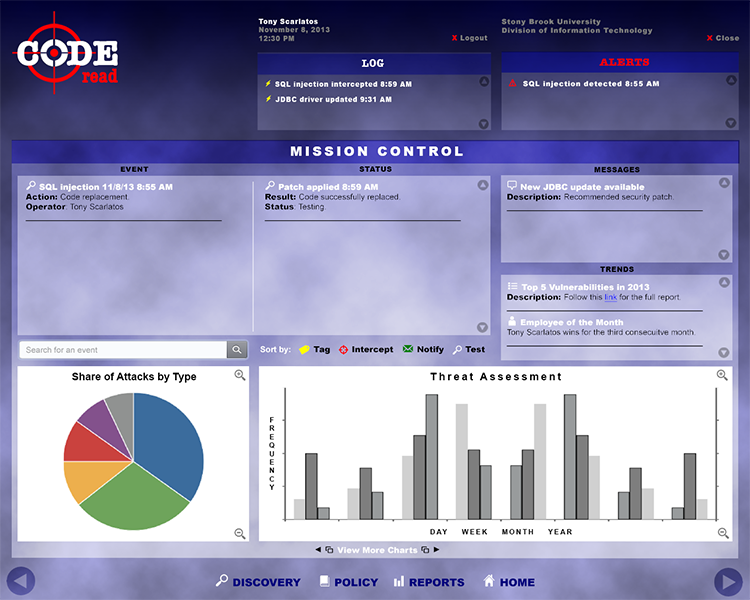 CODE
read
Tony Scarlatos
November 8, 2013
12:30 PM
X Logout
Stony Brook University
Division of Information Technology
X Close
LOG
SQL injection intercepted 8:59 AM
JDBC driver updated 9:31 AM
ALERTS
SQL injection detected 8:55 AM
MISSION CONTROL
EVENT
STATUS
MESSAGES
SQL injection 11/8/13 8:55 AM
Action: Code replacement.
Operator: Tony Scarlatos
Patch applied 8:59 AM
Result: Code successfully replaced.
Status: Testing.
New JDBC update available
Description: Recommended security patch.
TRENDS
Top 5 Vulnerabilities in 2013
Description: Follow this link for the full report.
Employee of the Month
Tony Scarlatos wins for the third consecuitve month.
Search for an event
Sort by: Tag Intercept Notify Test
Share of Attacks by Type
Threat Assessment
FREQUENCY
DAY WEEK MONTH YEAR
View More Charts
DISCOVERY POLICY REPORTS HOME